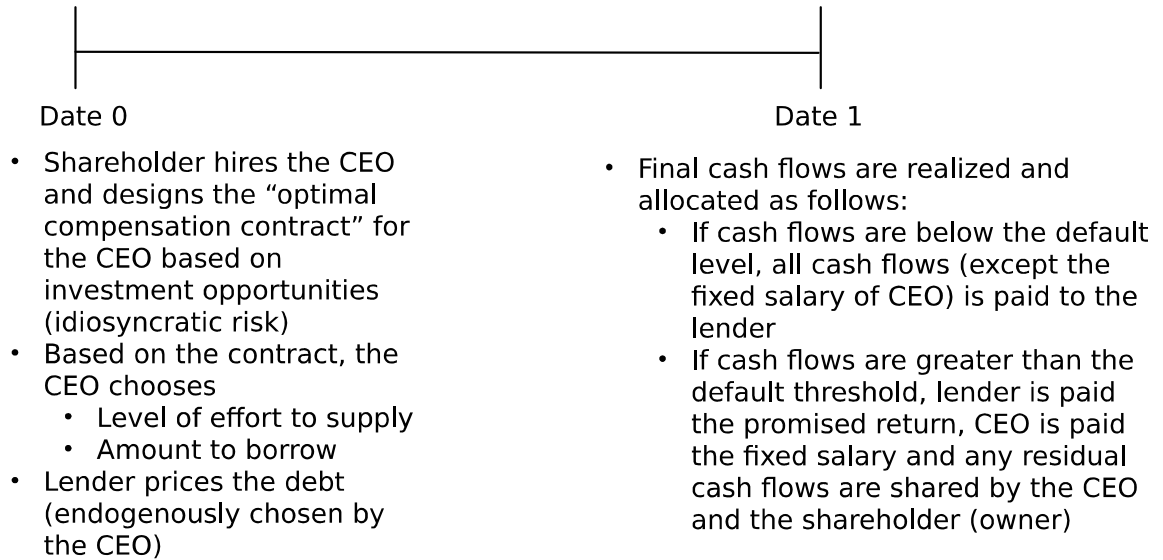 Date 0
• Shareholder hires the CEO
and designs the “optimal
compensation contract” for
the CEO based on
investment opportunities
(idiosyncratic risk)
• Based on the contract, the
CEO chooses
• Level of effort to supply
• Amount to borrow
• Lender prices the debt
(endogenously chosen by
the CEO)
Date 1
• Final cash flows are realized and
allocated as follows:
• If cash flows are below the default
level, all cash flows (except the
fixed salary of CEO) is paid to the
lender
• If cash flows are greater than the
default threshold, lender is paid
the promised return, CEO is paid
the fixed salary and any residual
cash flows are shared by the CEO
and the shareholder (owner)